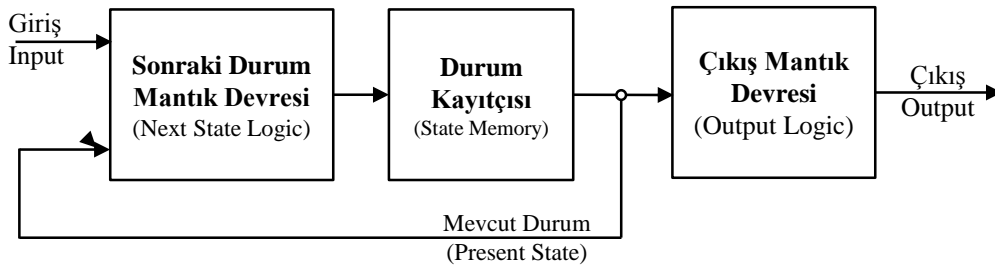 Giriş
Input
Sonraki Durum
Mantık Devresi
(Next State Logic)
Durum
Kayıtçısı
(State Memory)
Çıkış Mantık
Devresi
(Output Logic)
Çıkış
Output
Mevcut Durum
(Present State)